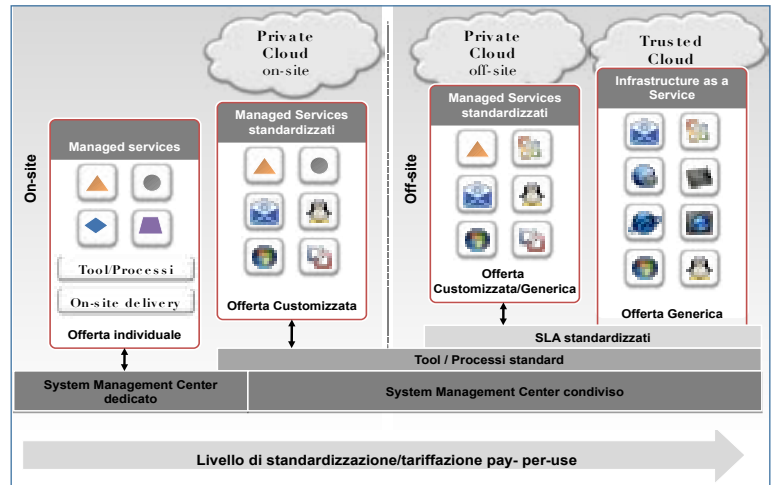 Private
Cloud
on-site
Private
Cloud
off-site
Trusted
Cloud
On-site
Managed services
Tool/Processi
On-site delivery
Offerta individuale
Managed Services
standardizzati
Offerta Customizzata
Off-site
Managed Services
standardizzati
Offerta
Customizzata/Generica
Infrastructure as a
Service
Offerta Generica
SLA standardizzati
Tool / Processi standard
System Management Center
dedicato
System Management Center condiviso
Livello di standardizzazione/tariffazione pay- per-use